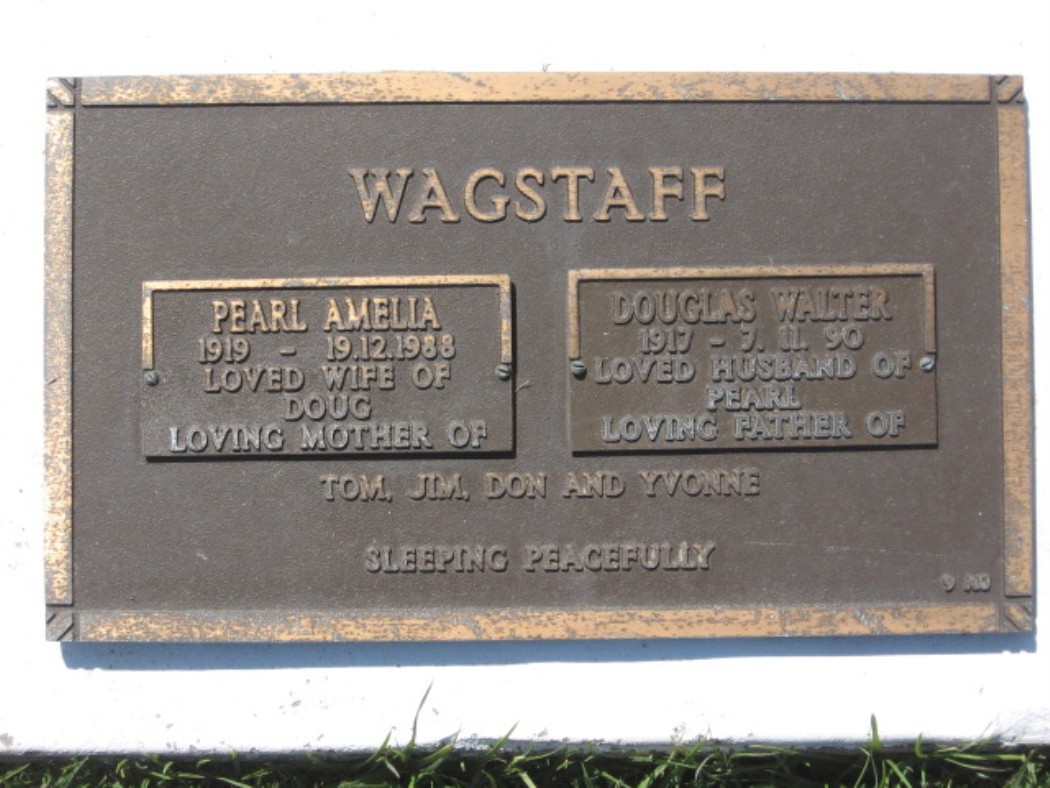 WAGSTAFF
PEARL AMELIA
1919 - 19.12.1988
LOVED WIFE OF
DOUG
LOVING MOTHER OF
DOUGLAS WALTER
1917 - 7. 11. 90
LOVED HUSBAND OF
PEARL
LOVING FATHER OF
TOM, JIM, DON AND YVONNE
SLEEPING PEACEFULLY
9